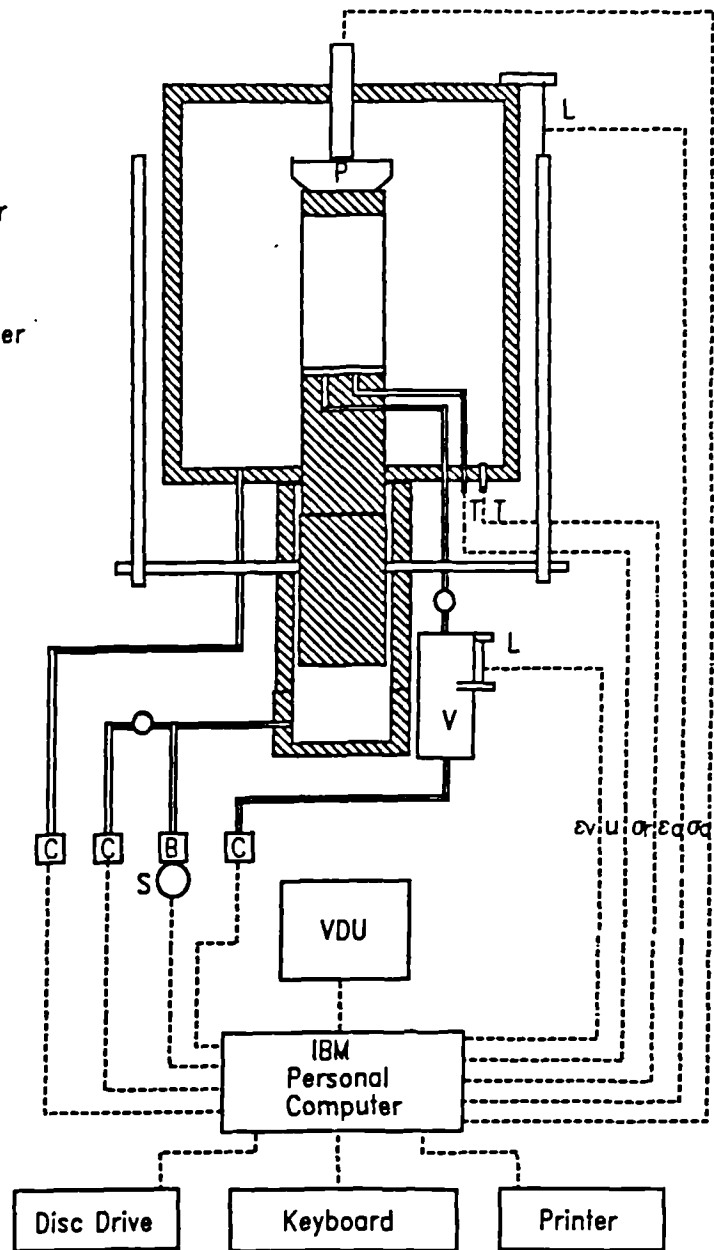 L
P
r
er
T T
L
V
εv u σr εa σa
C C B C
S
VDU
IBM
Personal
Computer
Disc Drive Keyboard Printer